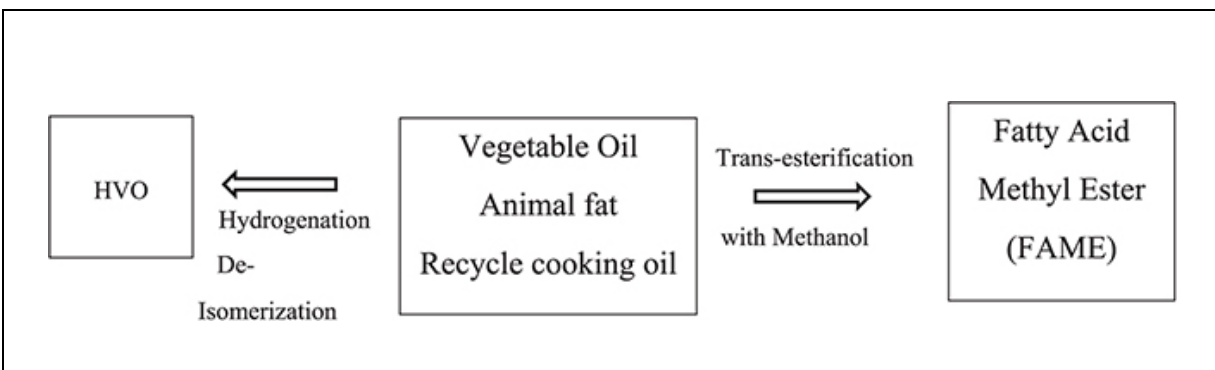 HVO
Hydrogenation
De-
Isomerization
Vegetable Oil
Animal fat
Recycle cooking oil
Trans-esterification
with Methanol
Fatty Acid
Methyl Ester
(FAME)